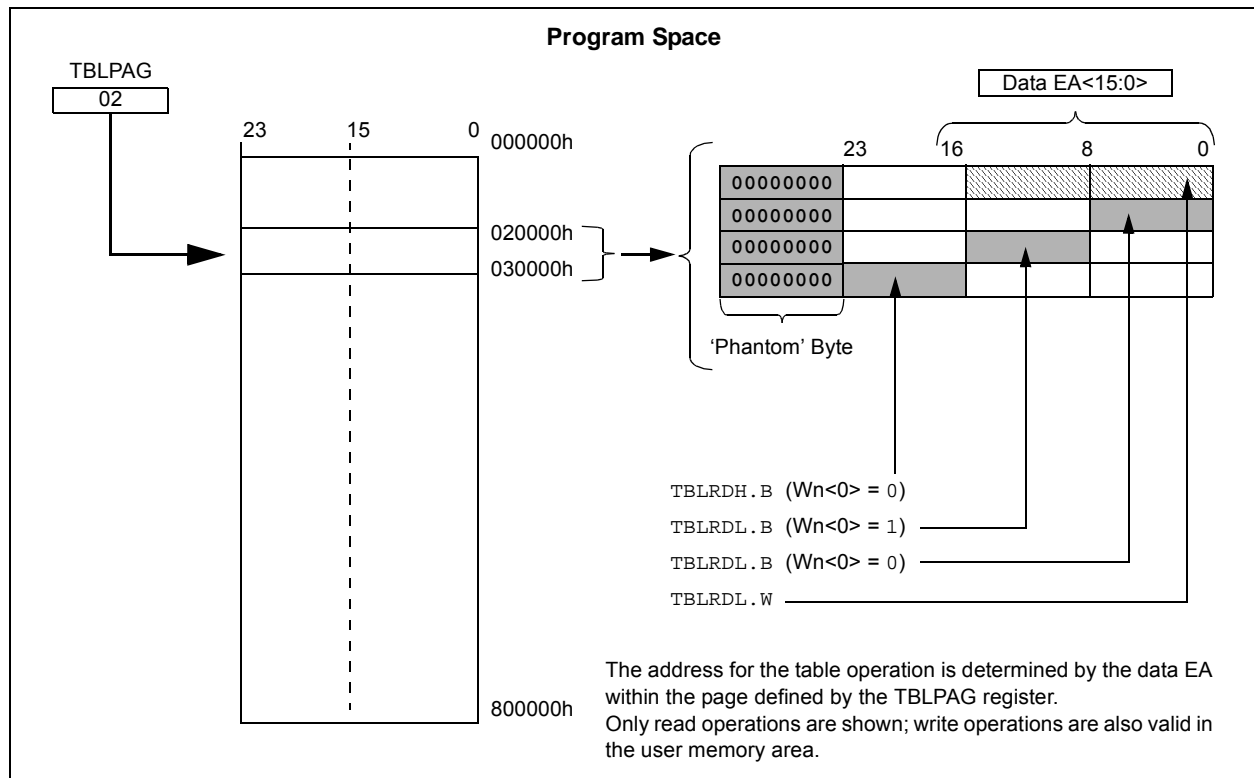 Program Space
TBLPAG
02
Data EA<15:0>
23 15 0
000000h
020000h
030000h
800000h
23 16 8 0
00000000
00000000
00000000
00000000
‘Phantom’ Byte
TBLRDH.B (Wn<0> = 0)
TBLRDL.B (Wn<0> = 1)
TBLRDL.B (Wn<0> = 0)
TBLRDL.W
The address for the table operation is determined by the data EA
within the page defined by the TBLPAG register.
Only read operations are shown; write operations are also valid in
the user memory area.